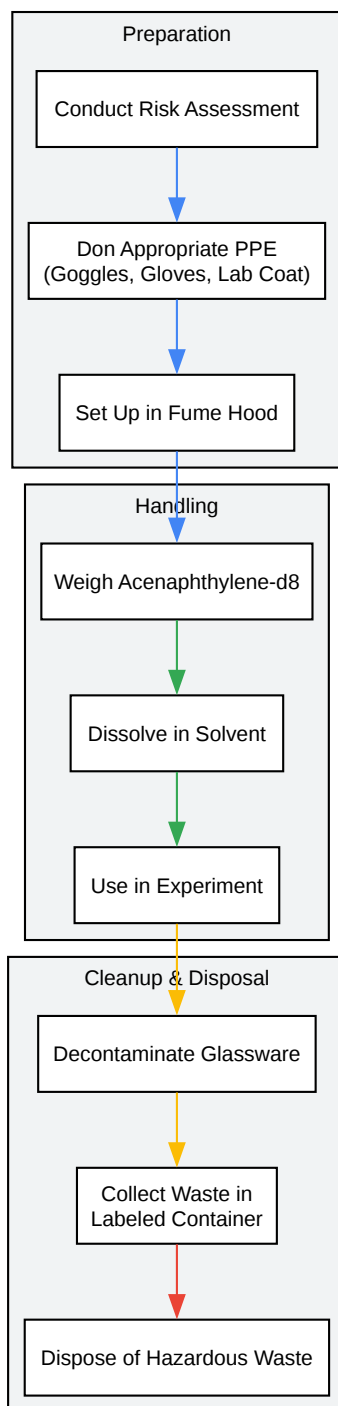 Preparation
Conduct Risk Assessment
Don Appropriate PPE
(Goggles, Gloves, Lab Coat)
Set Up in Fume Hood
Handling
Weigh Acenaphthylene-d8
Dissolve in Solvent
Use in Experiment
Cleanup & Disposal
Decontaminate Glassware
Collect Waste in
Labeled Container
Dispose of Hazardous Waste